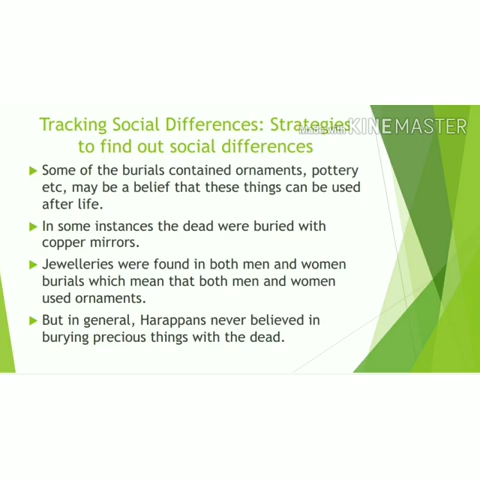 Tracking Social Differences: Strategies
to find out social differences
Made with KINEMASTER
Some of the burials contained ornaments, pottery
etc, may be a belief that these things can be used
after life.
In some instances the dead were buried with
copper mirrors.
Jewelleries were found in both men and women
burials which mean that both men and women
used ornaments.
But in general, Harappans never believed in
burying precious things with the dead.